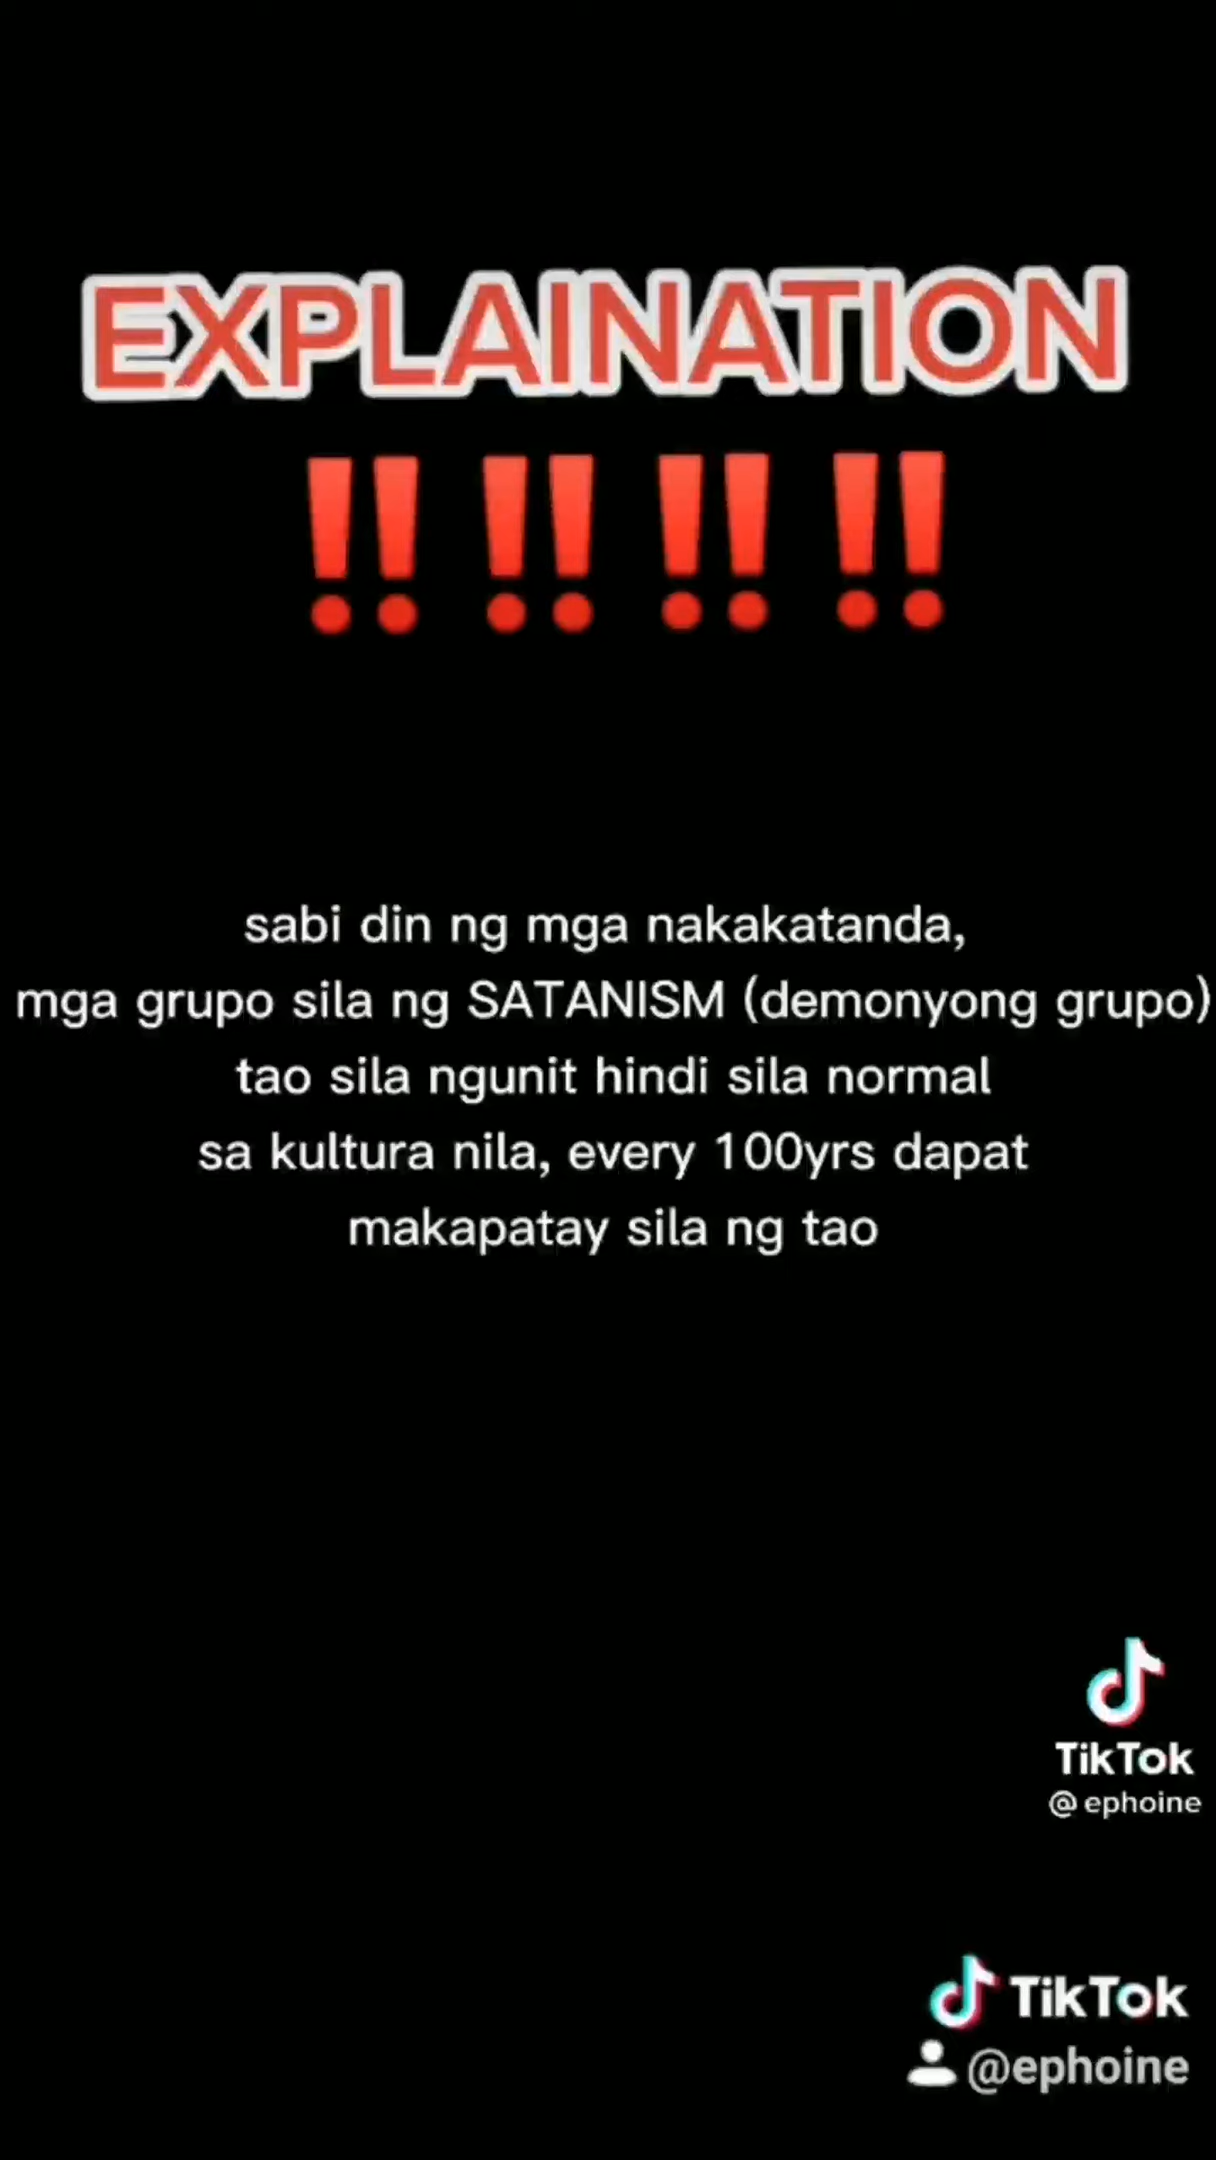 EXPLAINATION
‼️ ‼️ ‼️ ‼️
sabi din ng mga nakakatanda,
mga grupo sila ng SATANISM (demonyong grupo)
tao sila ngunit hindi sila normal
sa kultura nila, every 100yrs dapat
makapatay sila ng tao
TikTok
@ephoine
TikTok
@ephoine